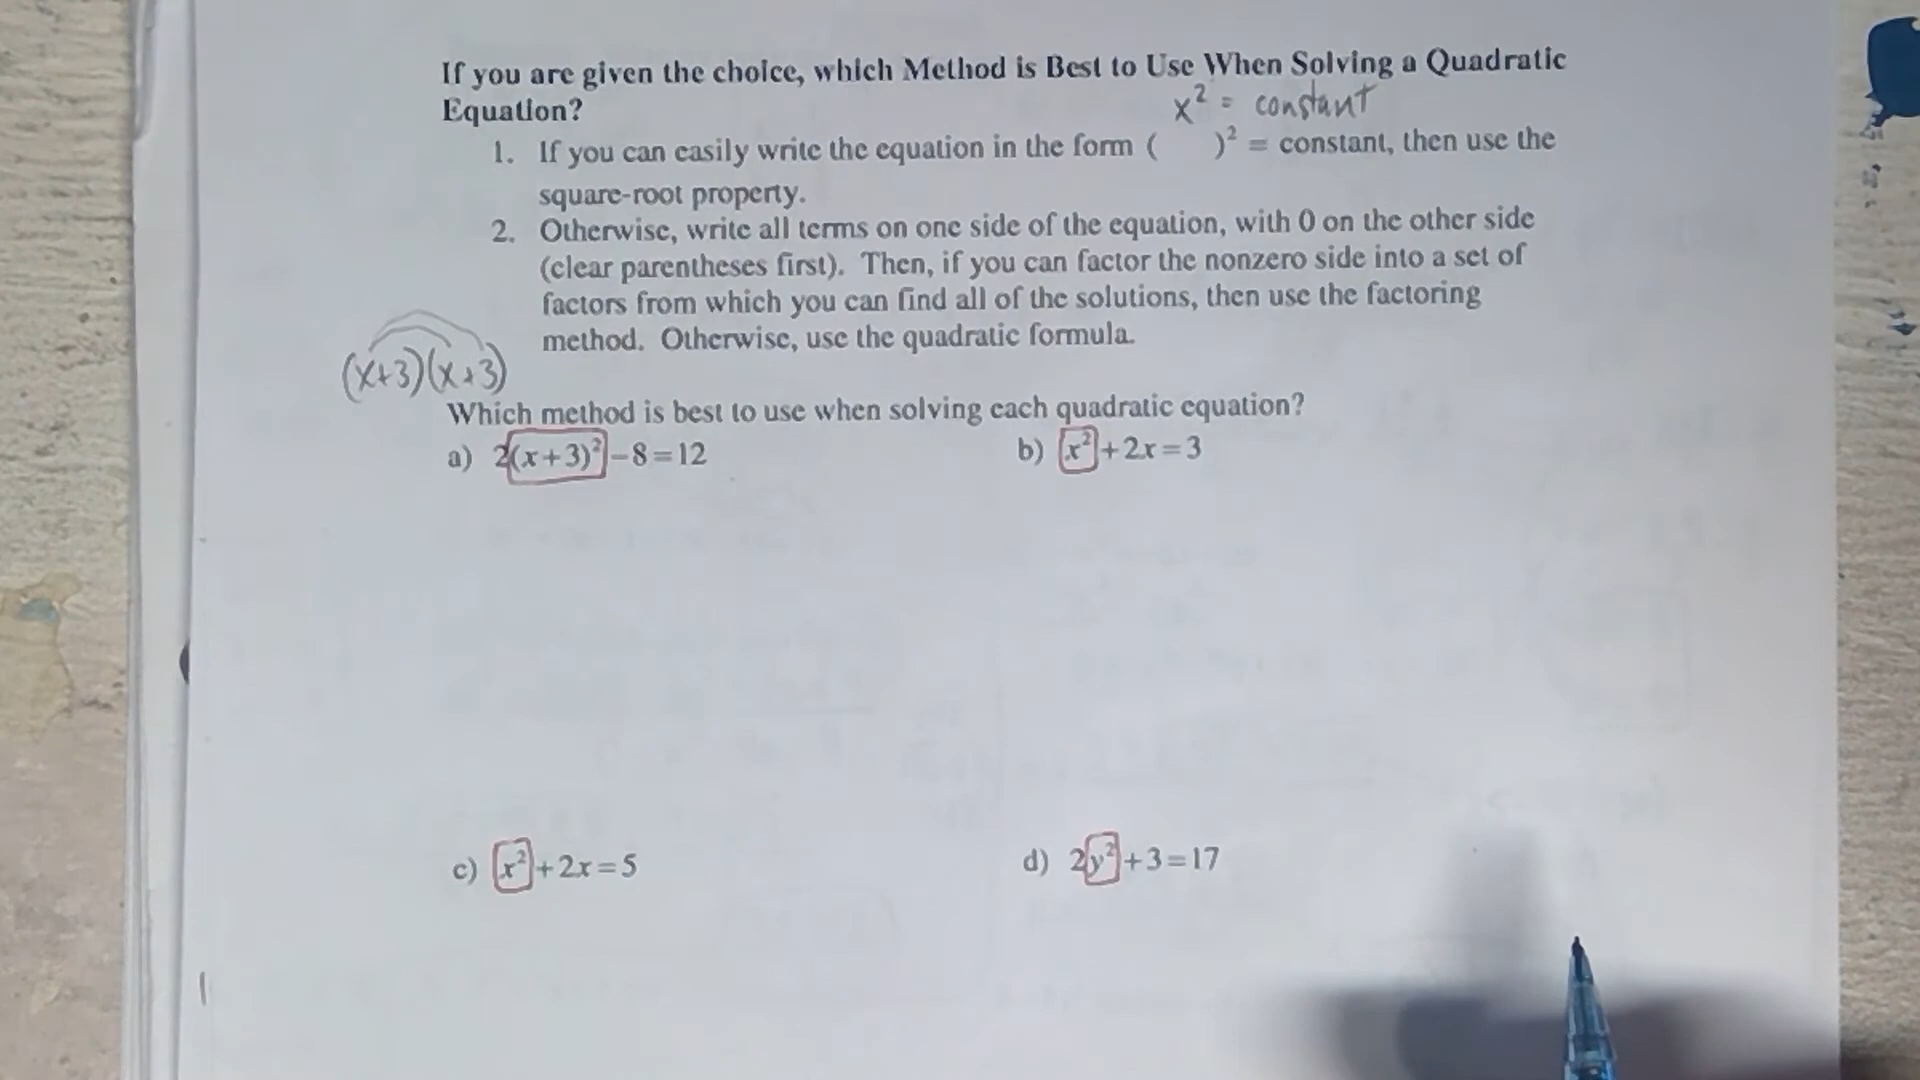 If you are given the choice, which Method is Best to Use When Solving a Quadratic
Equation?
x² = constant
1. If you can easily write the equation in the form ( )² = constant, then use the
square-root property.
2. Otherwise, write all terms on one side of the equation, with 0 on the other side
(clear parentheses first). Then, if you can factor the nonzero side into a set of
factors from which you can find all of the solutions, then use the factoring
method. Otherwise, use the quadratic formula.
(x+3)(x+3)
Which method is best to use when solving each quadratic equation?
a) 2(x+3)² − 8 = 12
b) x² + 2x = 3
c) x² + 2x = 5
d) 2y² + 3 = 17